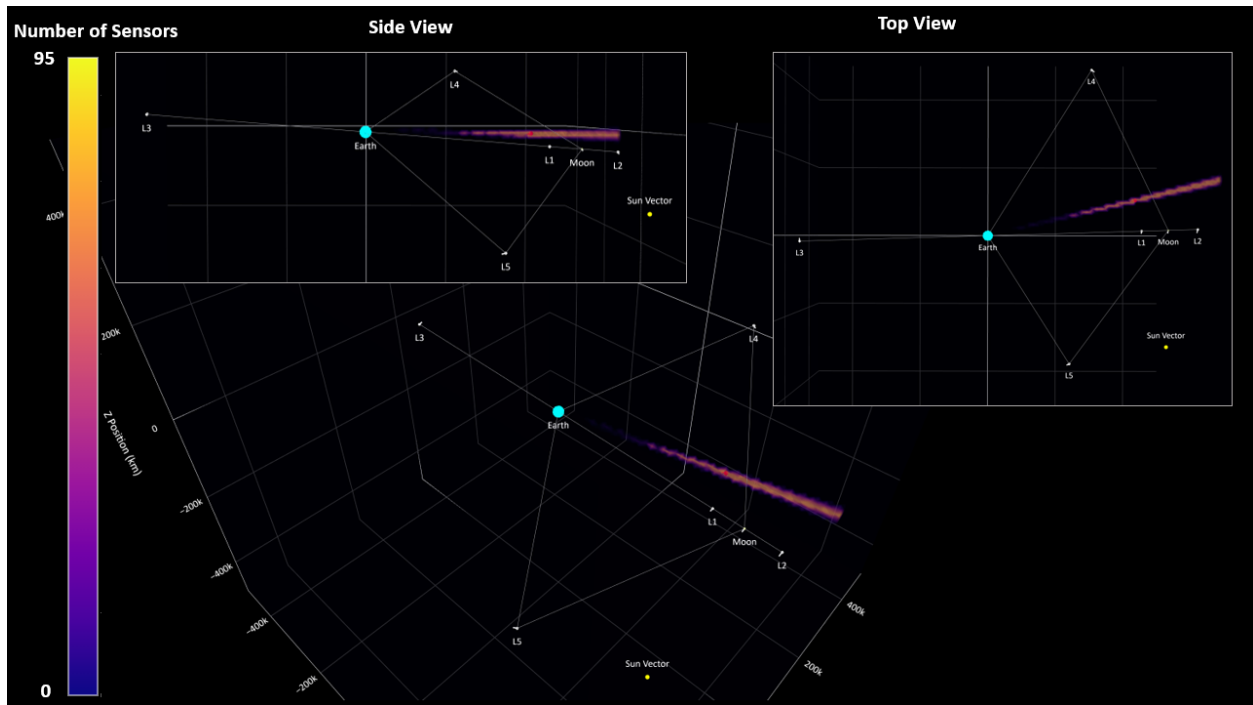 Number of Sensors
95
0
Side View
L4
L3
Earth
L1
Moon
L2
Sun Vector
L5
Top View
L4
L3
Earth
L1
Moon
L2
Sun Vector
L5
400k
200k
0
Z Position (km)
−200k
−400k
−400k
−200k
L3
L4
Earth
L1
Moon
L2
L5
Sun Vector
400k
200k